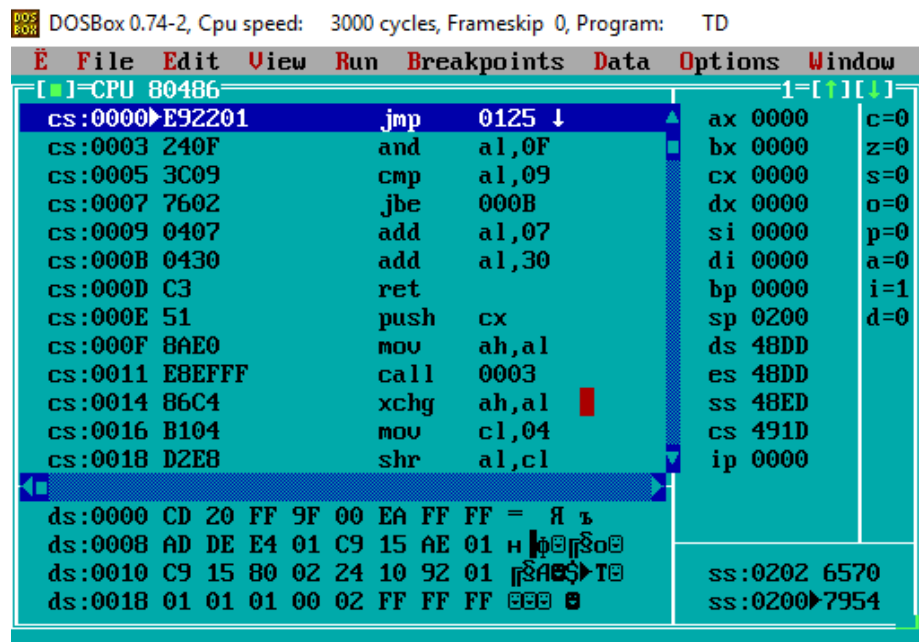 DOSBox 0.74-2, Cpu speed: 3000 cycles, Frameskip 0, Program: TD
Ë File Edit View Run Breakpoints Data Options Window
[■]=CPU 80486 1=[↑][↓]
cs:0000►E92201 jmp 0125 ↓ ax 0000 c=0
cs:0003 240F and al,0F bx 0000 z=0
cs:0005 3C09 cmp al,09 cx 0000 s=0
cs:0007 7602 jbe 000B dx 0000 o=0
cs:0009 0407 add al,07 si 0000 p=0
cs:000B 0430 add al,30 di 0000 a=0
cs:000D C3 ret bp 0000 i=1
cs:000E 51 push cx sp 0200 d=0
cs:000F 8AE0 mov ah,al ds 48DD
cs:0011 E8EFFF call 0003 es 48DD
cs:0014 86C4 xchg ah,al ss 48ED
cs:0016 B104 mov cl,04 cs 491D
cs:0018 D2E8 shr al,cl ip 0000
ds:0000 CD 20 FF 9F 00 EA FF FF = Я ъ
ds:0008 AD DE E4 01 C9 15 AE 01 н ф☺╔§о☺
ds:0010 C9 15 80 02 24 10 92 01 ╔§А☻$►Т☺ ss:0202 6570
ds:0018 01 01 01 00 02 FF FF FF ☺☺☺ ☻ ss:0200►7954